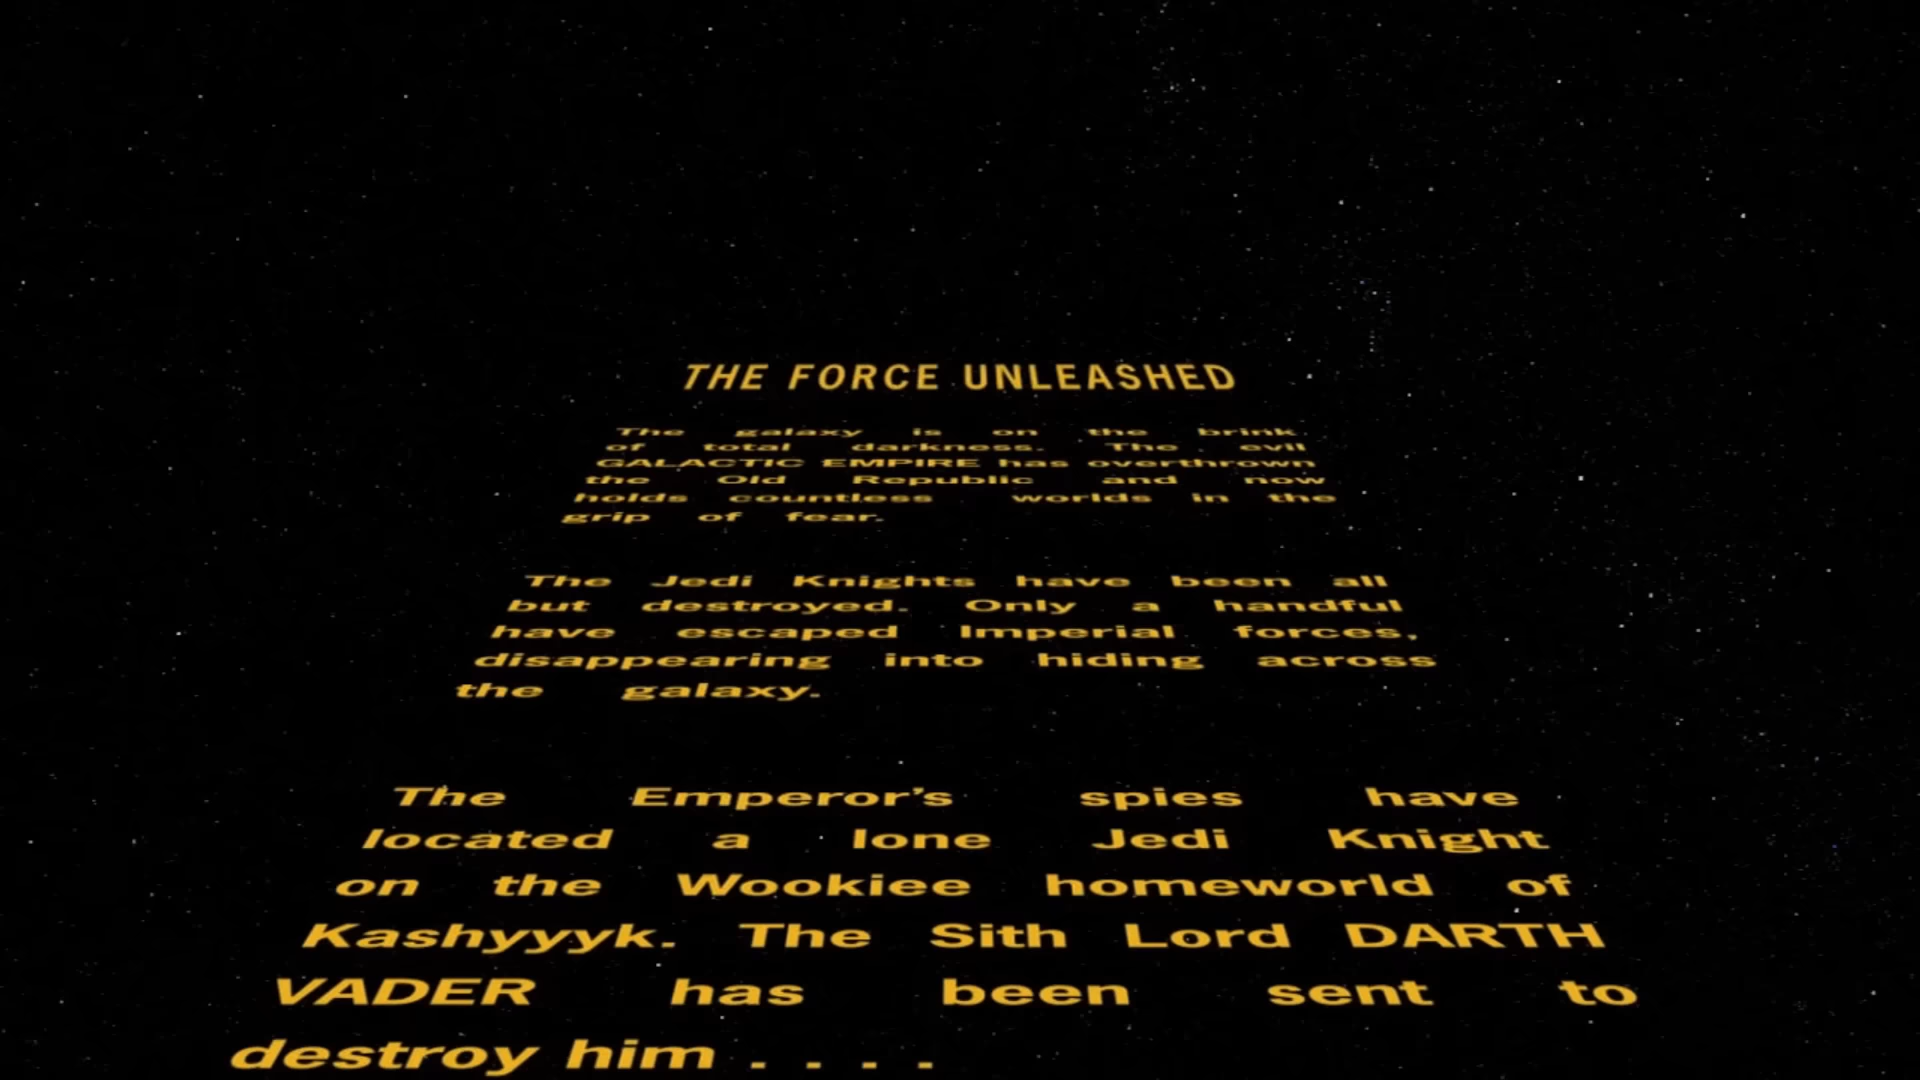 THE FORCE UNLEASHED
The galaxy is on the brink
of total darkness. The evil
GALACTIC EMPIRE has overthrown
the Old Republic and now
holds countless worlds in the
grip of fear.
The Jedi Knights have been all
but destroyed. Only a handful
have escaped Imperial forces,
disappearing into hiding across
the galaxy.
The Emperor's spies have
located a lone Jedi Knight
on the Wookiee homeworld of
Kashyyyk. The Sith Lord DARTH
VADER has been sent to
destroy him . . . .